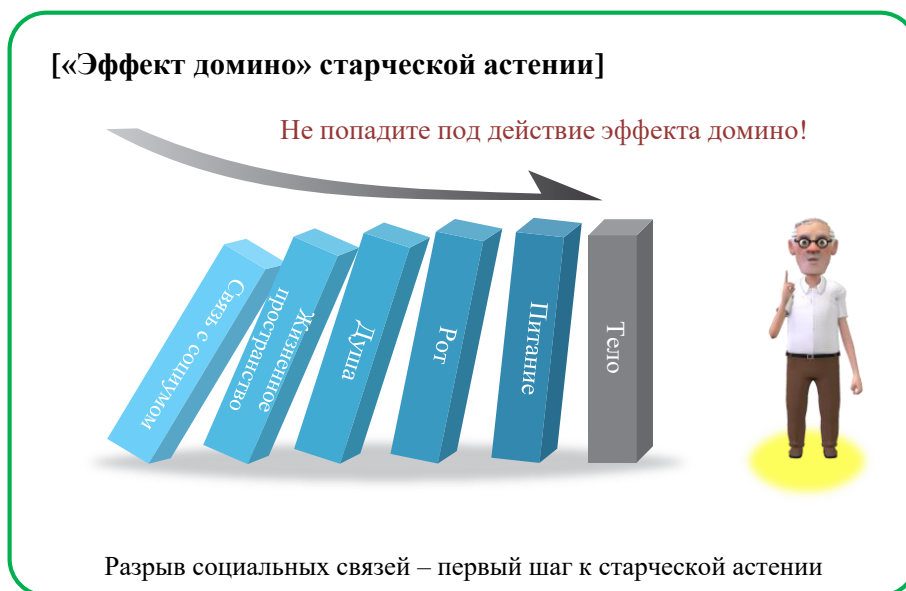 [«Эффект домино» старческой астении]
Не попадите под действие эффекта домино!
Связь с социумом
Жизненное
пространство
Душа
Рот
Питание
Тело
Разрыв социальных связей – первый шаг к старческой астении